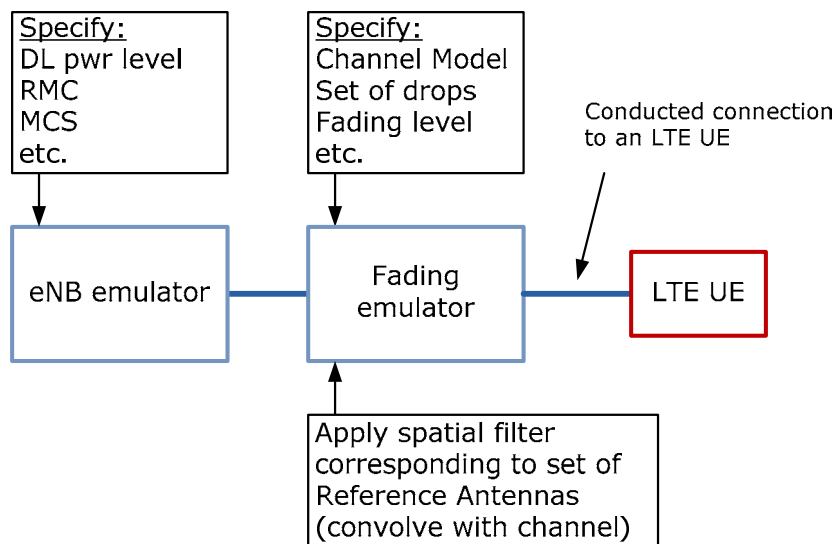 Specify:
DL pwr level
RMC
MCS
etc.
Specify:
Channel Model
Set of drops
Fading level
etc.
Conducted connection
to an LTE UE
eNB emulator
Fading
emulator
LTE UE
Apply spatial filter
corresponding to set of
Reference Antennas
(convolve with channel)